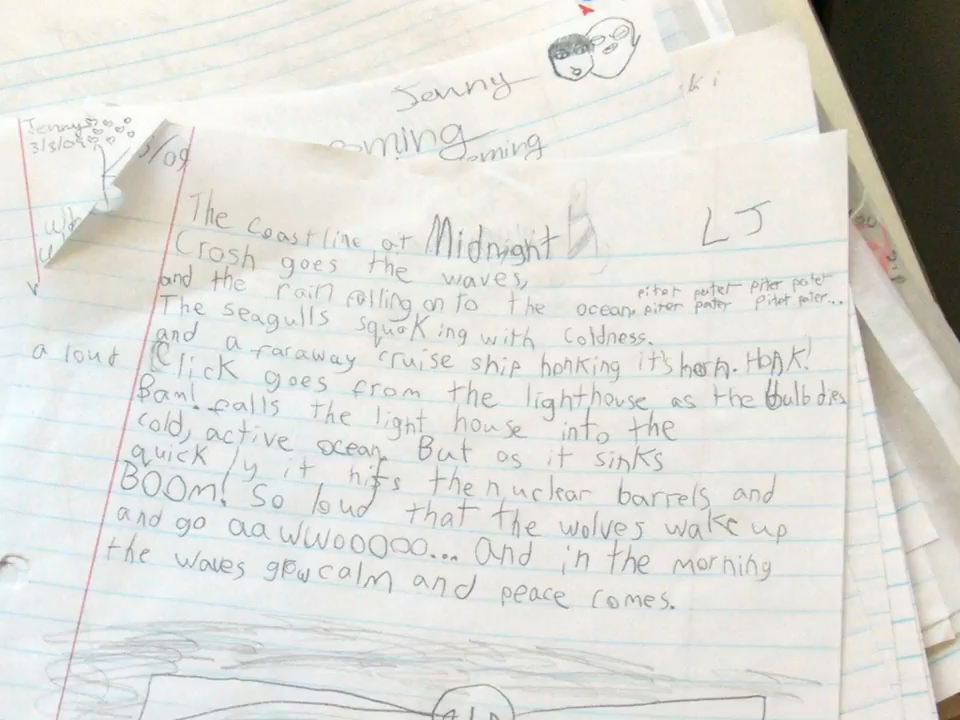 Jenny
oming
oming
ki
Jenny
3/3/09
3/09
LJ
The Coastline at Midnight
Crash goes the waves,
and the rain falling on to the ocean. piter pater piter pater
piter pater piter pater...
The seagulls squaking with coldness.
and a faraway cruise ship honking it's horn. HONK!
a loud Click goes from the lighthouse as the bulb dies
Bam! falls the light house into the
cold, active ocean. But as it sinks
quickly it hits the nuclear barrels and
BOOM! So loud that the wolves wake up
and go aawwooooo... And in the morning
the waves grow calm and peace comes.